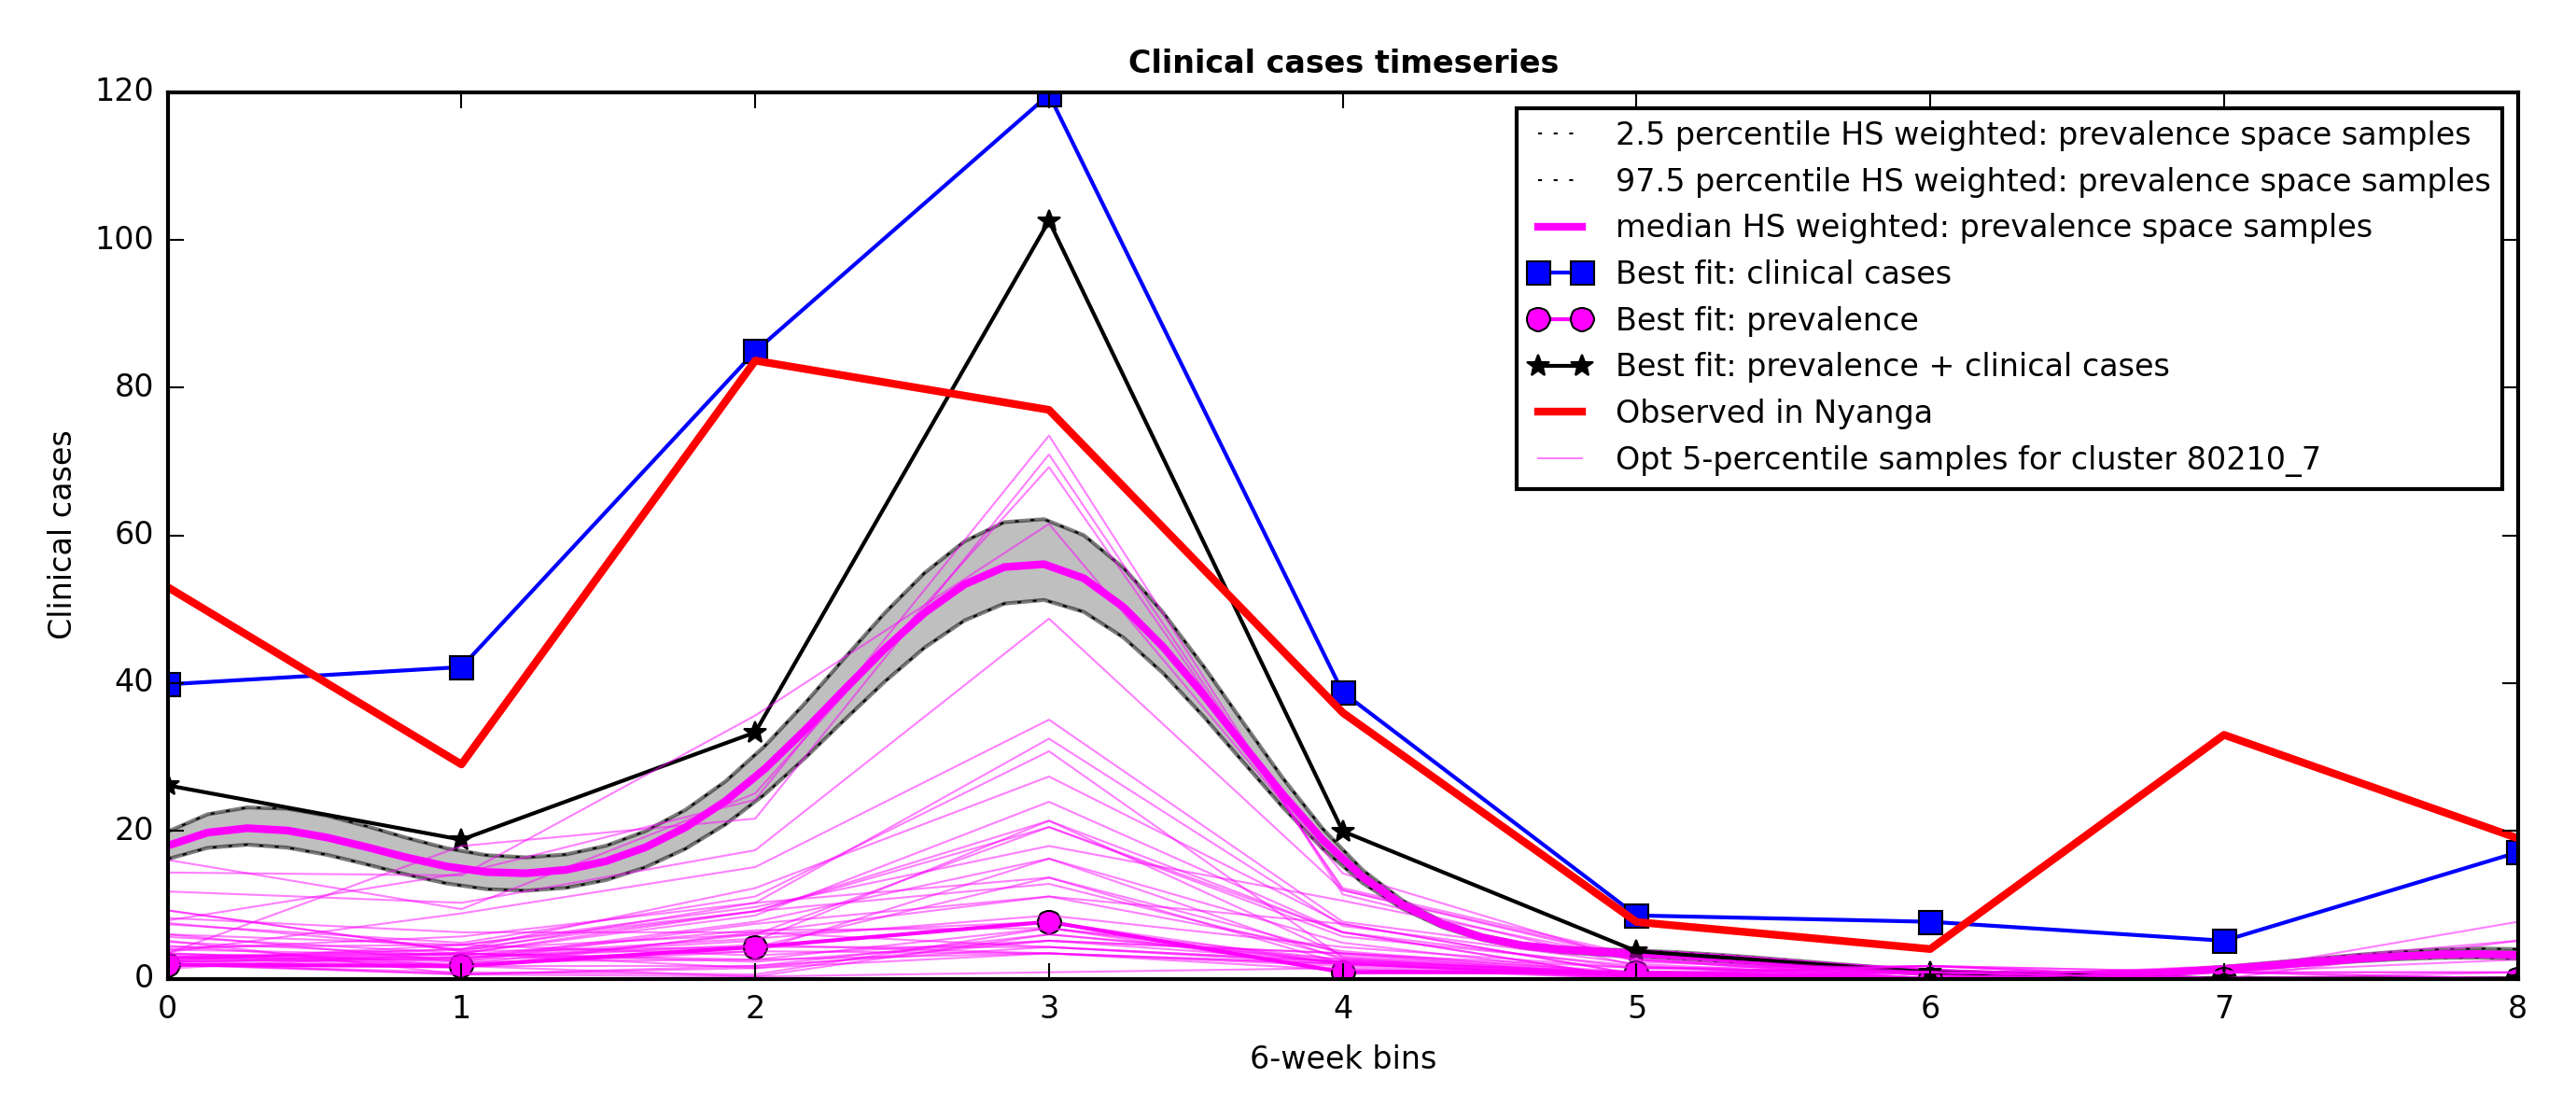 Clinical cases timeseries
120
100
80
60
40
20
0
Clinical cases
2.5 percentile HS weighted: prevalence space samples
97.5 percentile HS weighted: prevalence space samples
median HS weighted: prevalence space samples
Best fit: clinical cases
Best fit: prevalence
Best fit: prevalence + clinical cases
Observed in Nyanga
Opt 5-percentile samples for cluster 80210_7
0 1 2 3 4 5 6 7 8
6-week bins